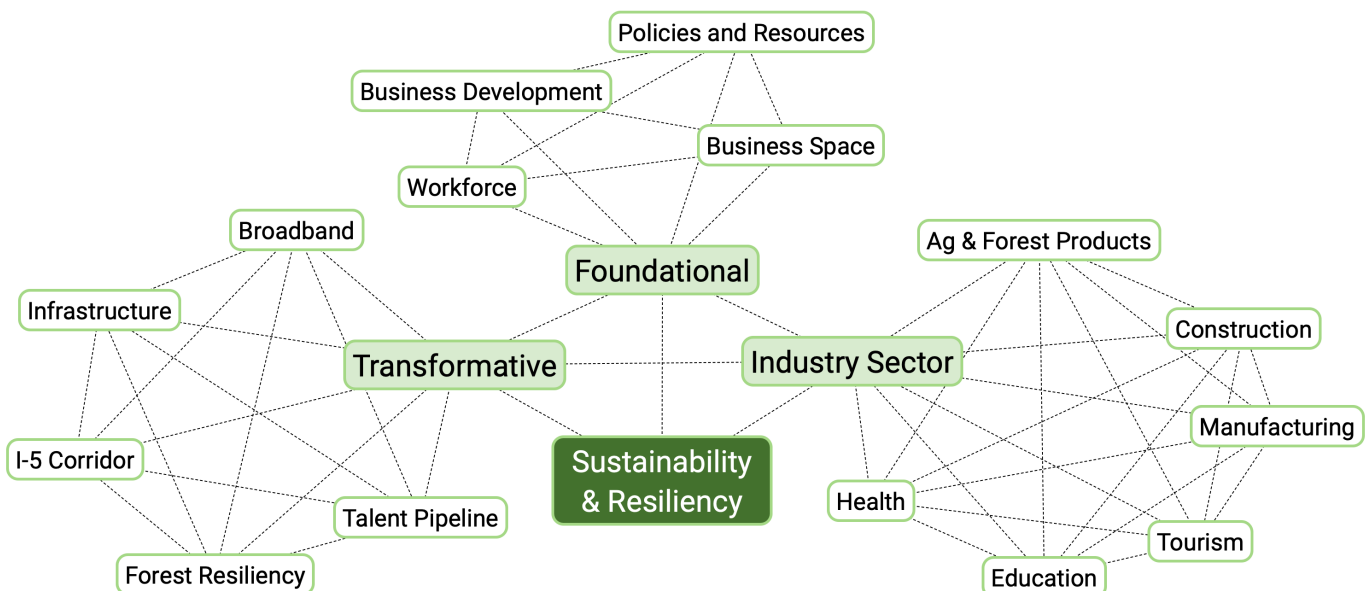 Policies and Resources
Business Development
Business Space
Workforce
Broadband
Ag & Forest Products
Foundational
Infrastructure
Construction
Transformative
Industry Sector
Manufacturing
I-5 Corridor
Sustainability
& Resiliency
Health
Talent Pipeline
Tourism
Forest Resiliency
Education